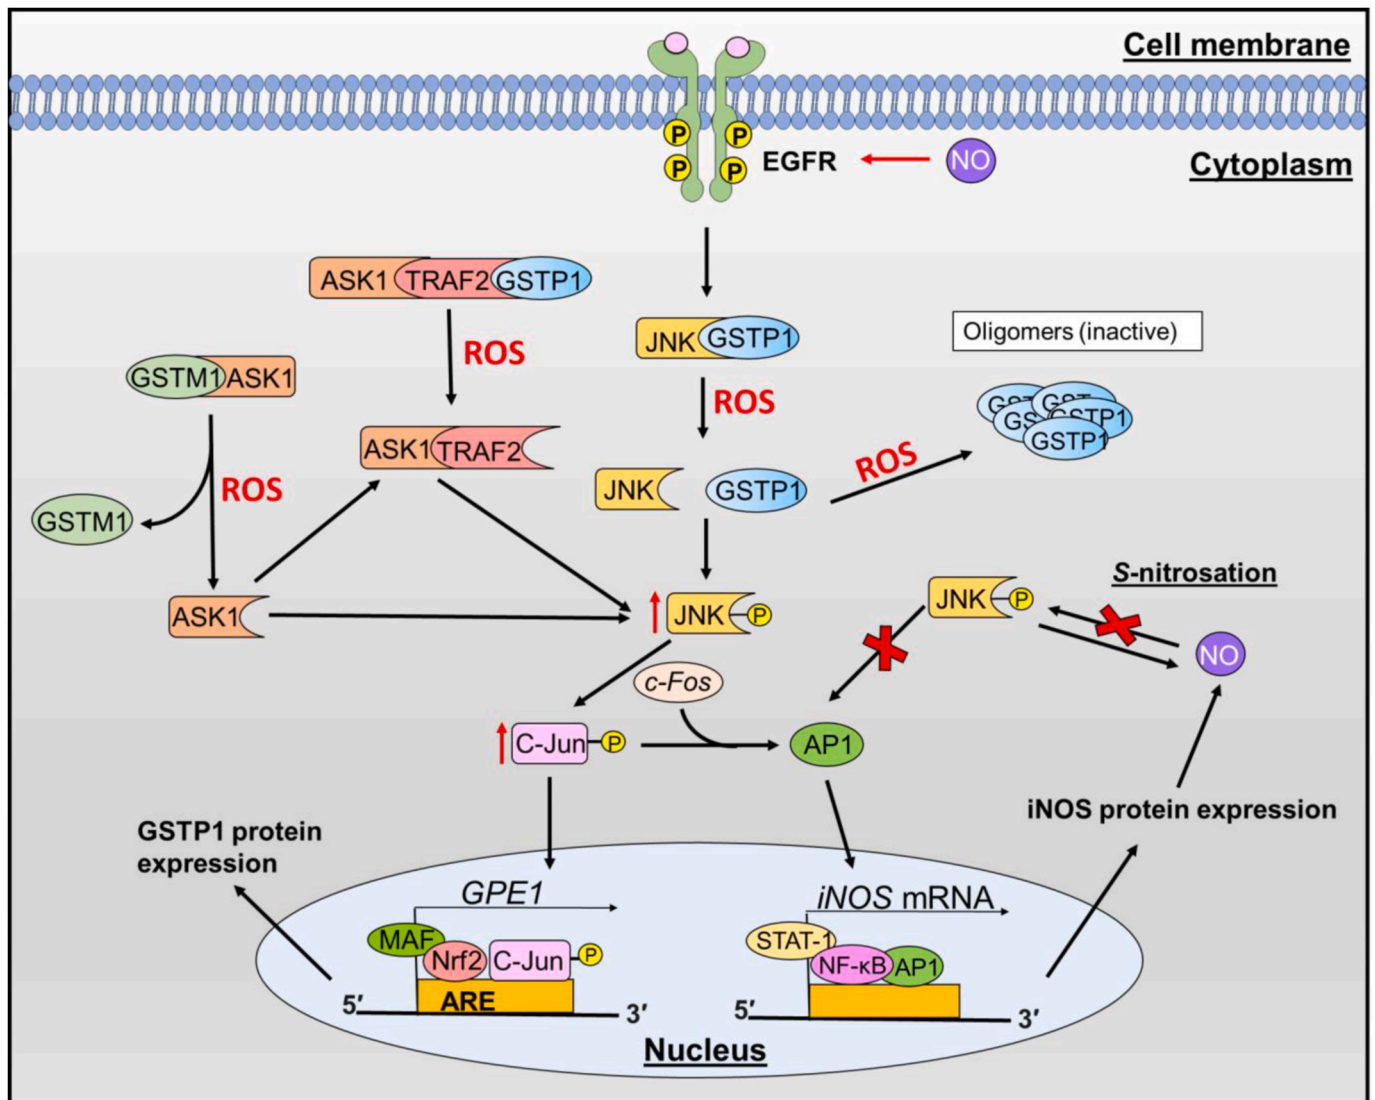 Cell membrane
P
P
P
P
EGFR
NO
Cytoplasm
ASK1
TRAF2
GSTP1
JNK
GSTP1
Oligomers (inactive)
ROS
GSTM1
ASK1
ROS
GSTP1
GSTP1
ASK1
TRAF2
ROS
JNK
GSTP1
ROS
GSTM1
ASK1
JNK
P
S-nitrosation
JNK
P
NO
c-Fos
C-Jun
P
AP1
iNOS protein expression
GSTP1 protein
expression
GPE1
iNOS mRNA
MAF
Nrf2
C-Jun
P
STAT-1
NF-κB
AP1
ARE
5′
3′
5′
3′
Nucleus